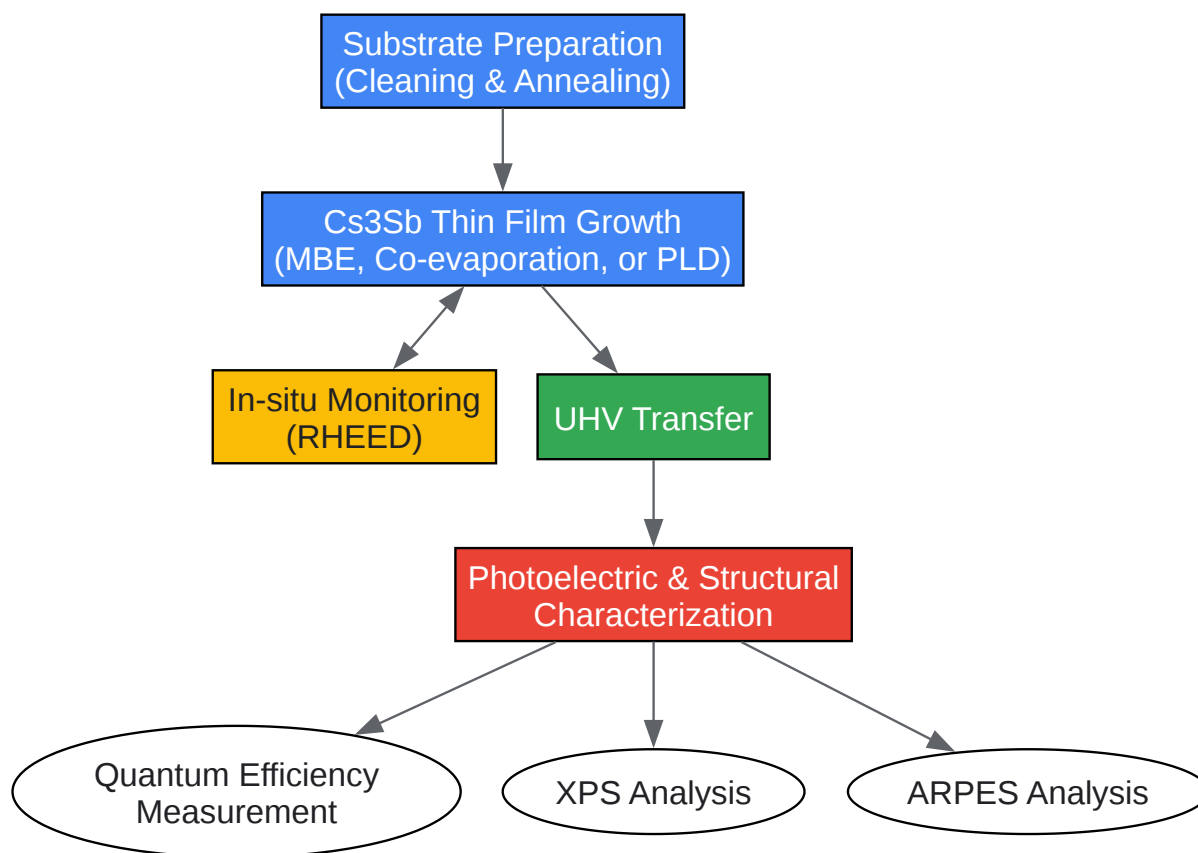 Substrate Preparation
(Cleaning & Annealing)
Cs3Sb Thin Film Growth
(MBE, Co-evaporation, or PLD)
In-situ Monitoring
(RHEED)
UHV Transfer
Photoelectric & Structural
Characterization
Quantum Efficiency
Measurement
XPS Analysis
ARPES Analysis